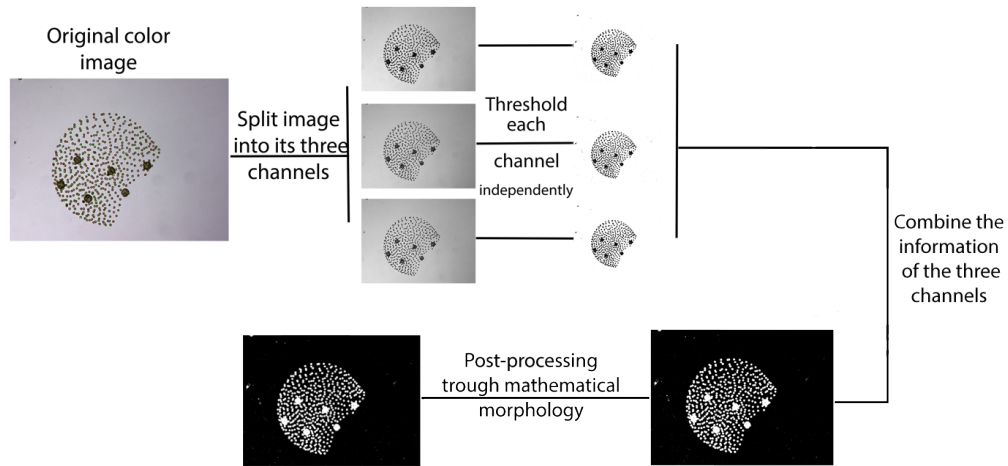 Original color
image
Split image
into its three
channels
Threshold
each
channel
independently
Combine the
information
of the three
channels
Post-processing
trough mathematical
morphology